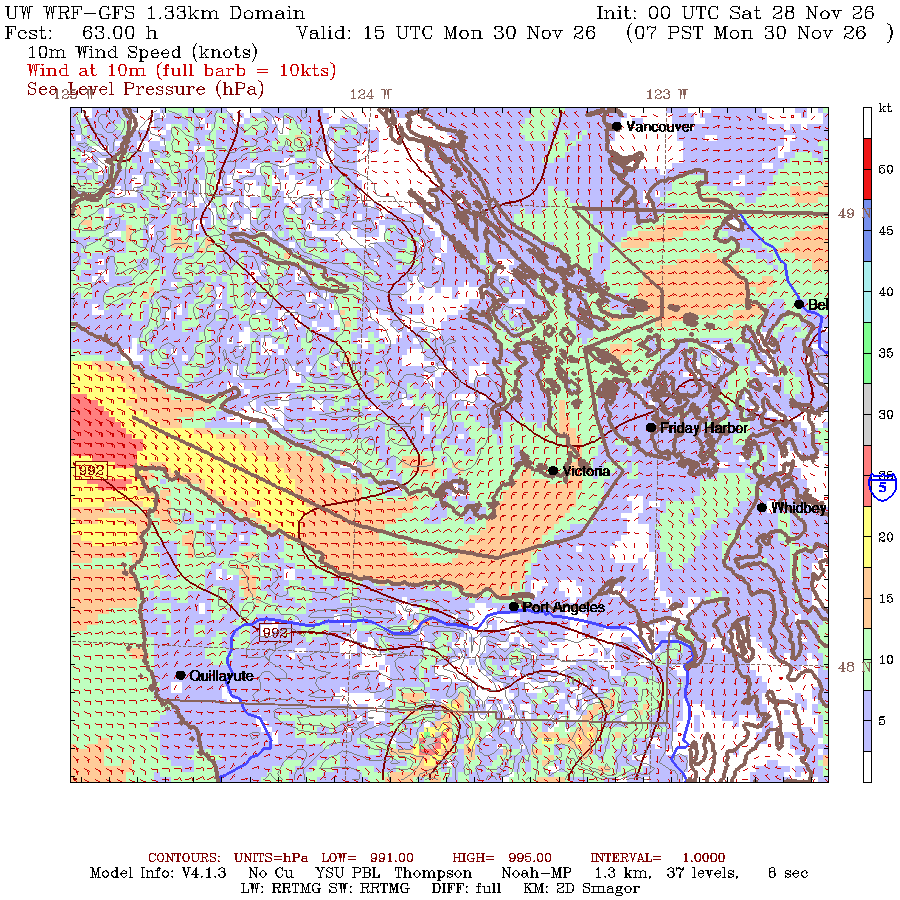 UW WRF-GFS 1.33km Domain Init: 00 UTC Sat 28 Nov 26
Fcst: 63.00 h Valid: 15 UTC Mon 30 Nov 26 (07 PST Mon 30 Nov 26 )
10m Wind Speed (knots)
Wind at 10m (full barb = 10kts)
Sea Level Pressure (hPa)
125 W 124 W 123 W
kt
Vancouver
60
49 N
45
Bel
40
35
30
Friday Harbor
992
Victoria
25
5
Whidbey
20
Port Angeles
15
992
10
48 N
Quillayute
5
CONTOURS: UNITS=hPa LOW= 991.00 HIGH= 995.00 INTERVAL= 1.0000
Model Info: V4.1.3 No Cu YSU PBL Thompson Noah-MP 1.3 km, 37 levels, 8 sec
LW: RRTMG SW: RRTMG DIFF: full KM: 2D Smagor